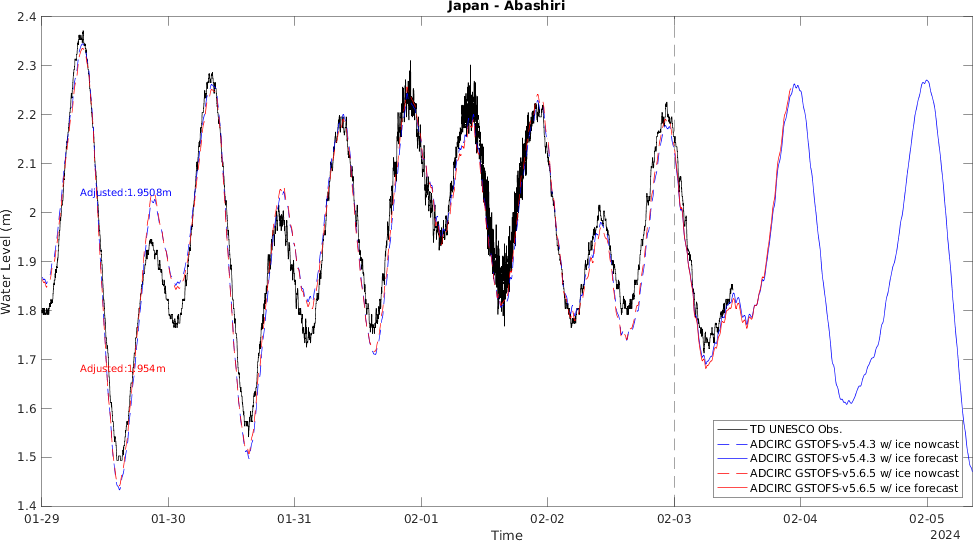 Japan - Abashiri
2.4
2.3
2.2
2.1
2
1.9
1.8
1.7
1.6
1.5
1.4
Water Level (m)
Adjusted:1.9508m
Adjusted:1.954m
TD UNESCO Obs.
ADCIRC GSTOFS-v5.4.3 w/ ice nowcast
ADCIRC GSTOFS-v5.4.3 w/ ice forecast
ADCIRC GSTOFS-v5.6.5 w/ ice nowcast
ADCIRC GSTOFS-v5.6.5 w/ ice forecast
01-29 01-30 01-31 02-01 02-02 02-03 02-04 02-05
Time
2024